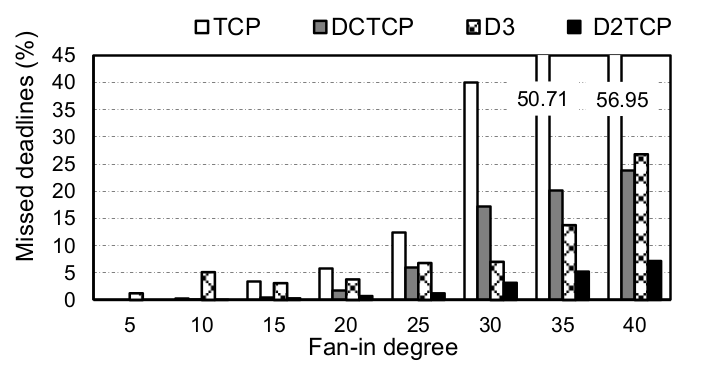 TCP DCTCP D3 D2TCP
Missed deadlines (%)
45
40
35
30
25
20
15
10
5
0
50.71 56.95
5 10 15 20 25 30 35 40
Fan-in degree